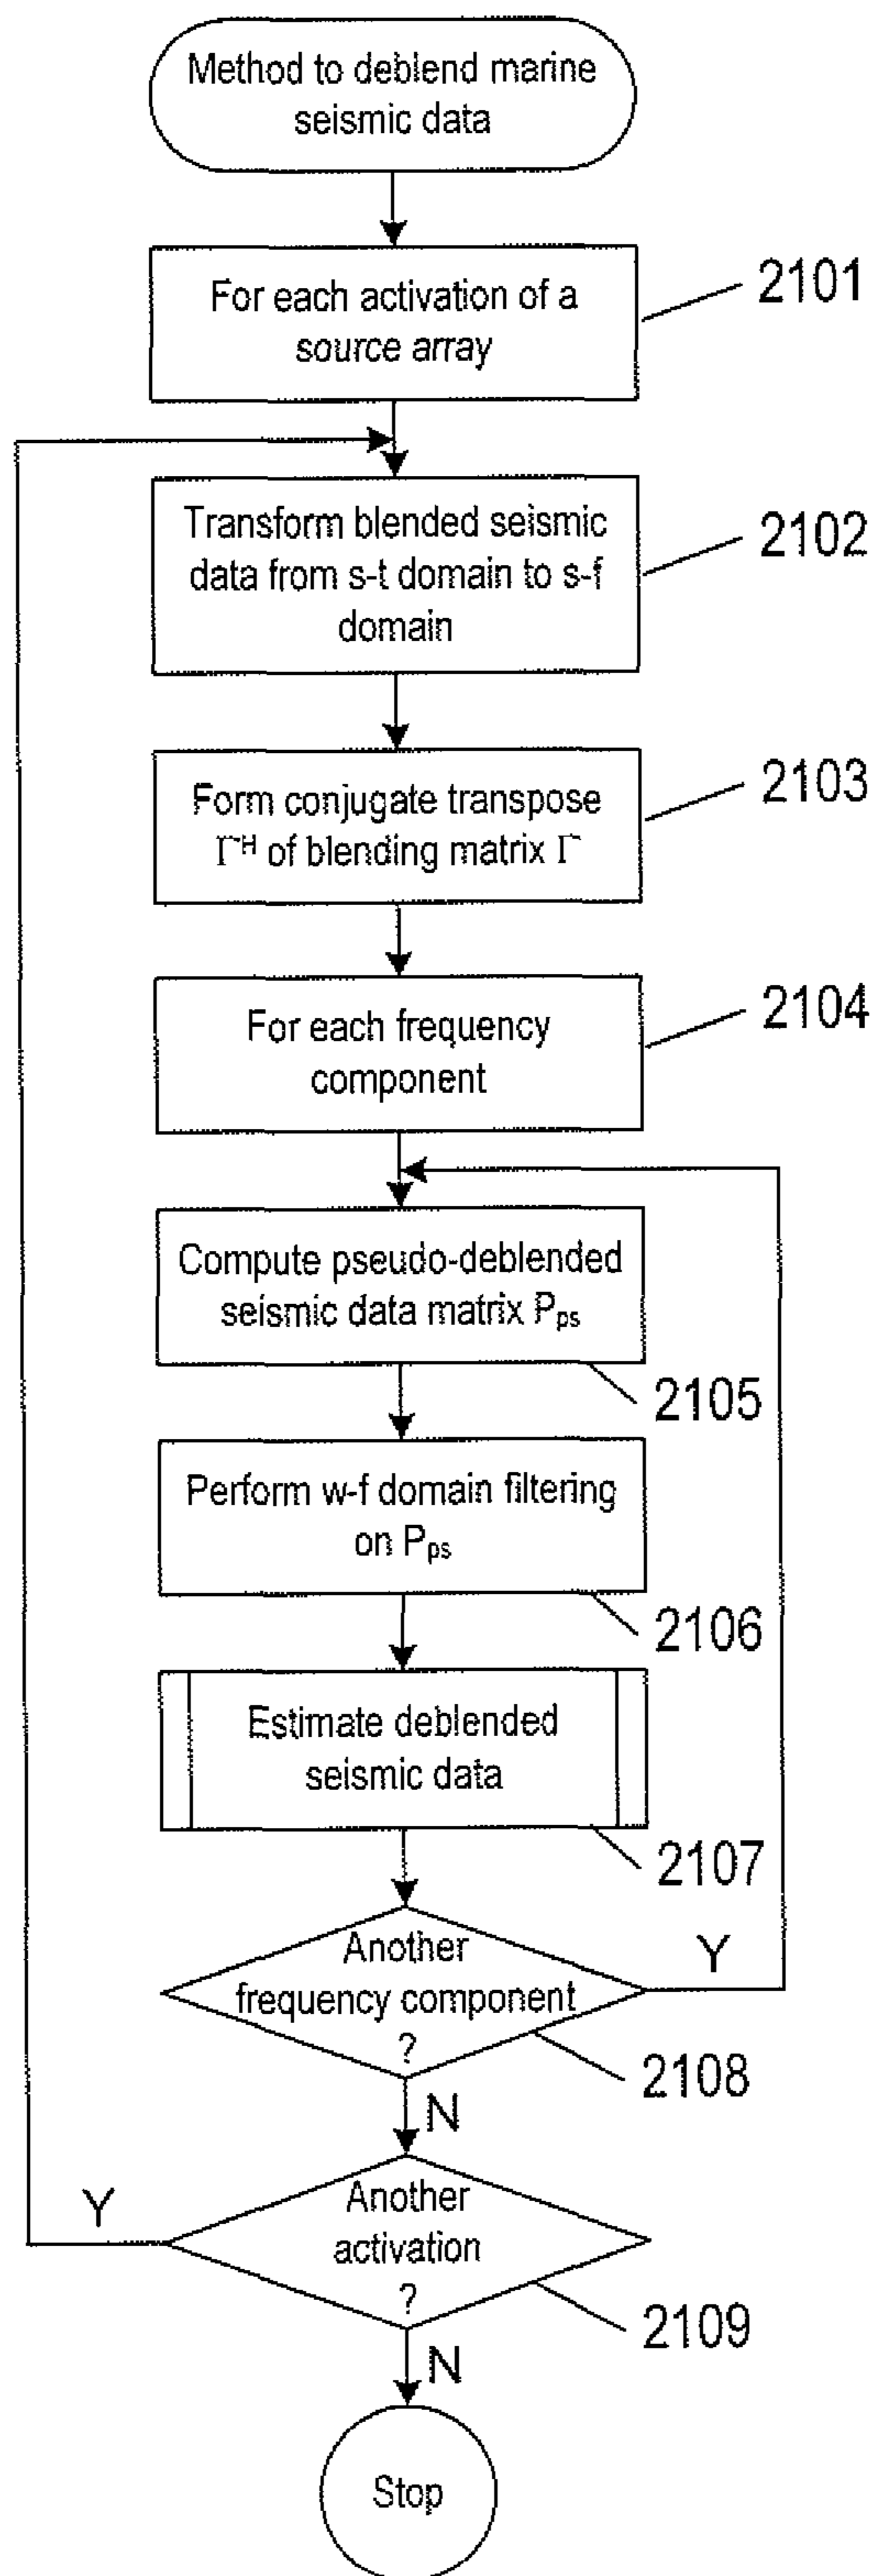 Method to deblend marine
seismic data
For each activation of a
source array
2101
Transform blended seismic
data from s-t domain to s-f
domain
2102
Form conjugate transpose
Γᴴ of blending matrix Γ
2103
For each frequency
component
2104
Compute pseudo-deblended
seismic data matrix Pₚₛ
2105
Perform w-f domain filtering
on Pₚₛ
2106
Estimate deblended
seismic data
2107
Another
frequency component
?
Y
2108
N
Another
activation
?
Y
2109
N
Stop